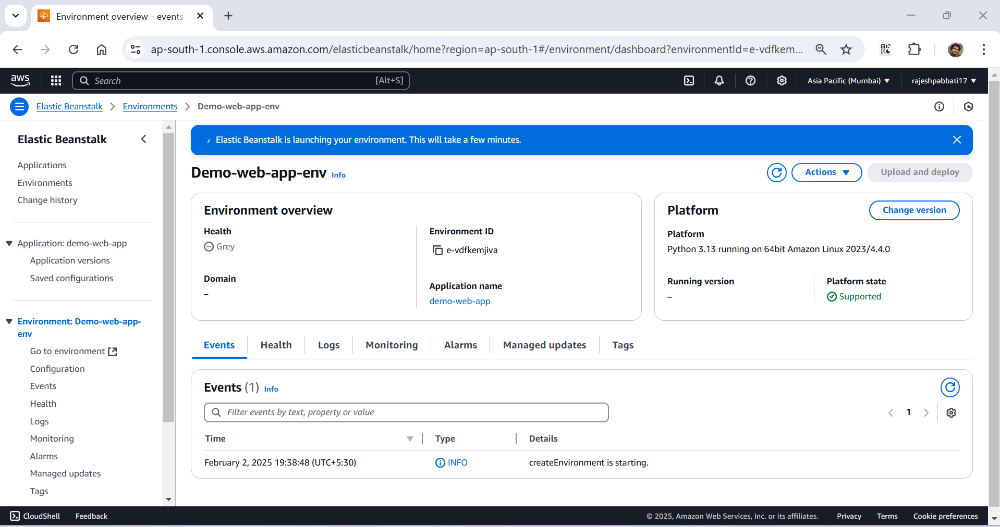 Environment overview - events
ap-south-1.console.aws.amazon.com/elasticbeanstalk/home?region=ap-south-1#/environment/dashboard?environmentId=e-vdfkem...
aws
Search
[Alt+S]
Asia Pacific (Mumbai)
rajeshpabbati17
Elastic Beanstalk
Environments
Demo-web-app-env
Elastic Beanstalk
Applications
Environments
Change history
Application: demo-web-app
Application versions
Saved configurations
Environment: Demo-web-app-
env
Go to environment
Configuration
Events
Health
Logs
Monitoring
Alarms
Managed updates
Tags
Elastic Beanstalk is launching your environment. This will take a few minutes.
Demo-web-app-env Info
Actions
Upload and deploy
Environment overview
Health
Grey
Domain
–
Environment ID
e-vdfkemjiva
Application name
demo-web-app
Platform
Change version
Platform
Python 3.13 running on 64bit Amazon Linux 2023/4.4.0
Running version
–
Platform state
Supported
Events
Health
Logs
Monitoring
Alarms
Managed updates
Tags
Events (1) Info
Filter events by text, property or value
1
Time
Type
Details
February 2, 2025 19:38:48 (UTC+5:30)
INFO
createEnvironment is starting.
CloudShell
Feedback
© 2025, Amazon Web Services, Inc. or its affiliates.
Privacy
Terms
Cookie preferences